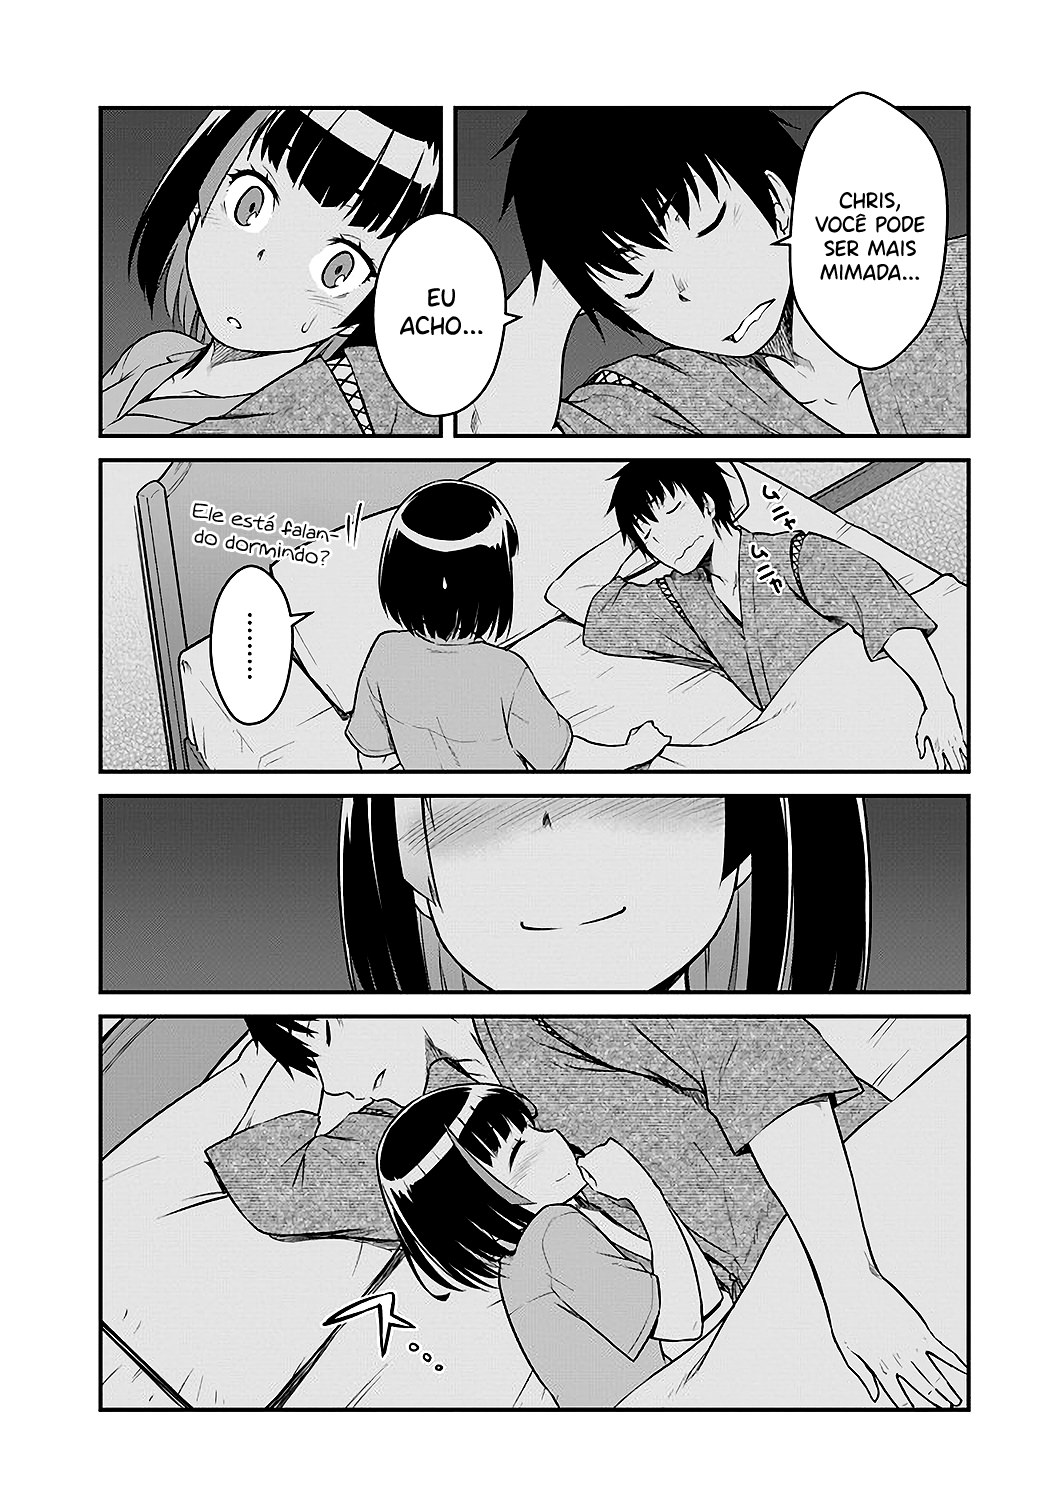 CHRIS,
VOCÊ PODE
SER MAIS
MIMADA...
EU
ACHO...
Ele está falan-
do dormindo?
.........